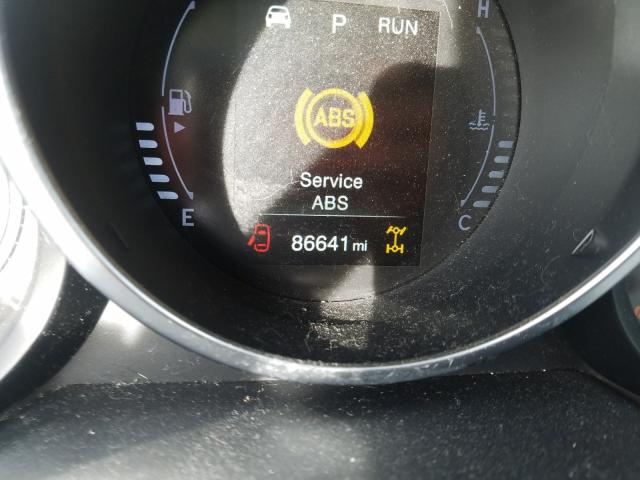 H
P RUN
ABS
Service
ABS
E C
86641 mi